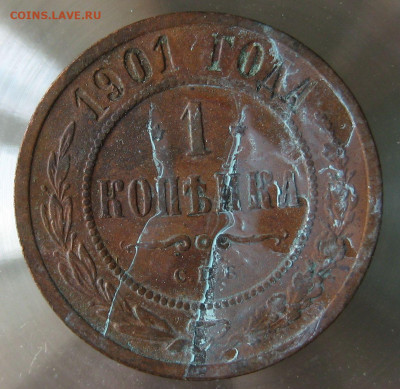 COINS.LAVE.RU
1901 ГОДА
1
КОПѢЙКА
С.П.Б.